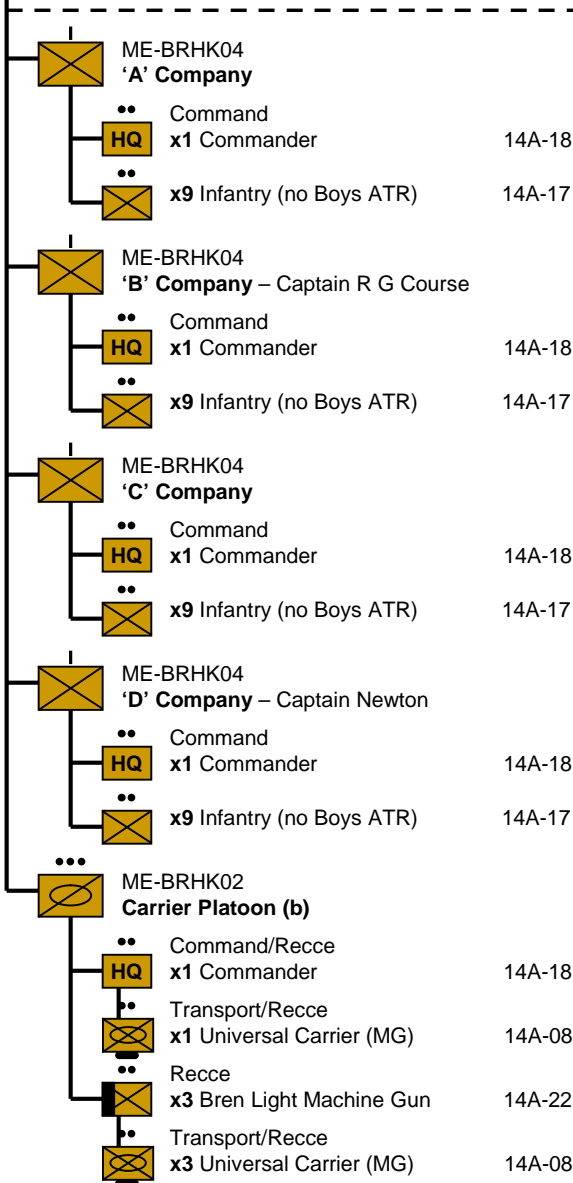 ME-BRHK04
‘A’ Company
Command
HQ x1 Commander 14A-18
x9 Infantry (no Boys ATR) 14A-17
ME-BRHK04
‘B’ Company – Captain R G Course
Command
HQ x1 Commander 14A-18
x9 Infantry (no Boys ATR) 14A-17
ME-BRHK04
‘C’ Company
Command
HQ x1 Commander 14A-18
x9 Infantry (no Boys ATR) 14A-17
ME-BRHK04
‘D’ Company – Captain Newton
Command
HQ x1 Commander 14A-18
x9 Infantry (no Boys ATR) 14A-17
ME-BRHK02
Carrier Platoon (b)
Command/Recce
HQ x1 Commander 14A-18
Transport/Recce
x1 Universal Carrier (MG) 14A-08
Recce
x3 Bren Light Machine Gun 14A-22
Transport/Recce
x3 Universal Carrier (MG) 14A-08